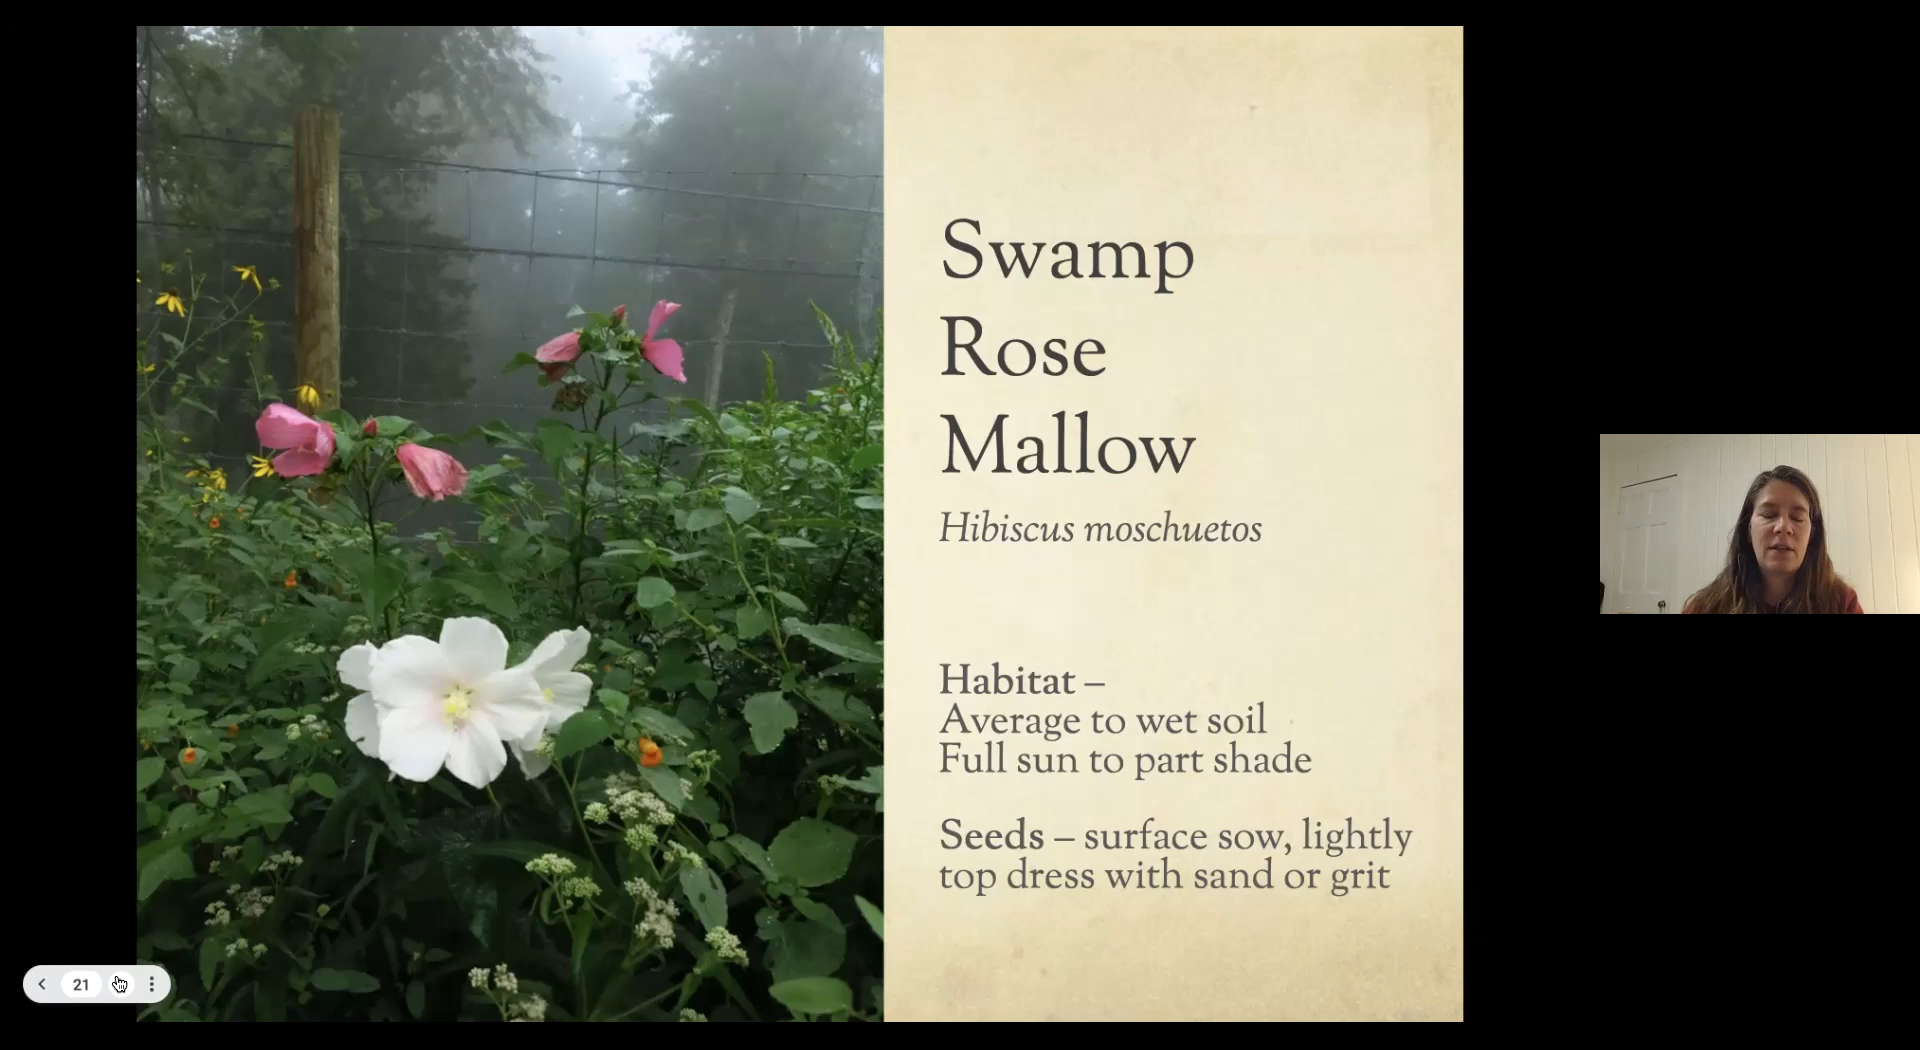 Swamp
Rose
Mallow
Hibiscus moschuetos
Habitat –
Average to wet soil
Full sun to part shade
Seeds – surface sow, lightly
top dress with sand or grit
21